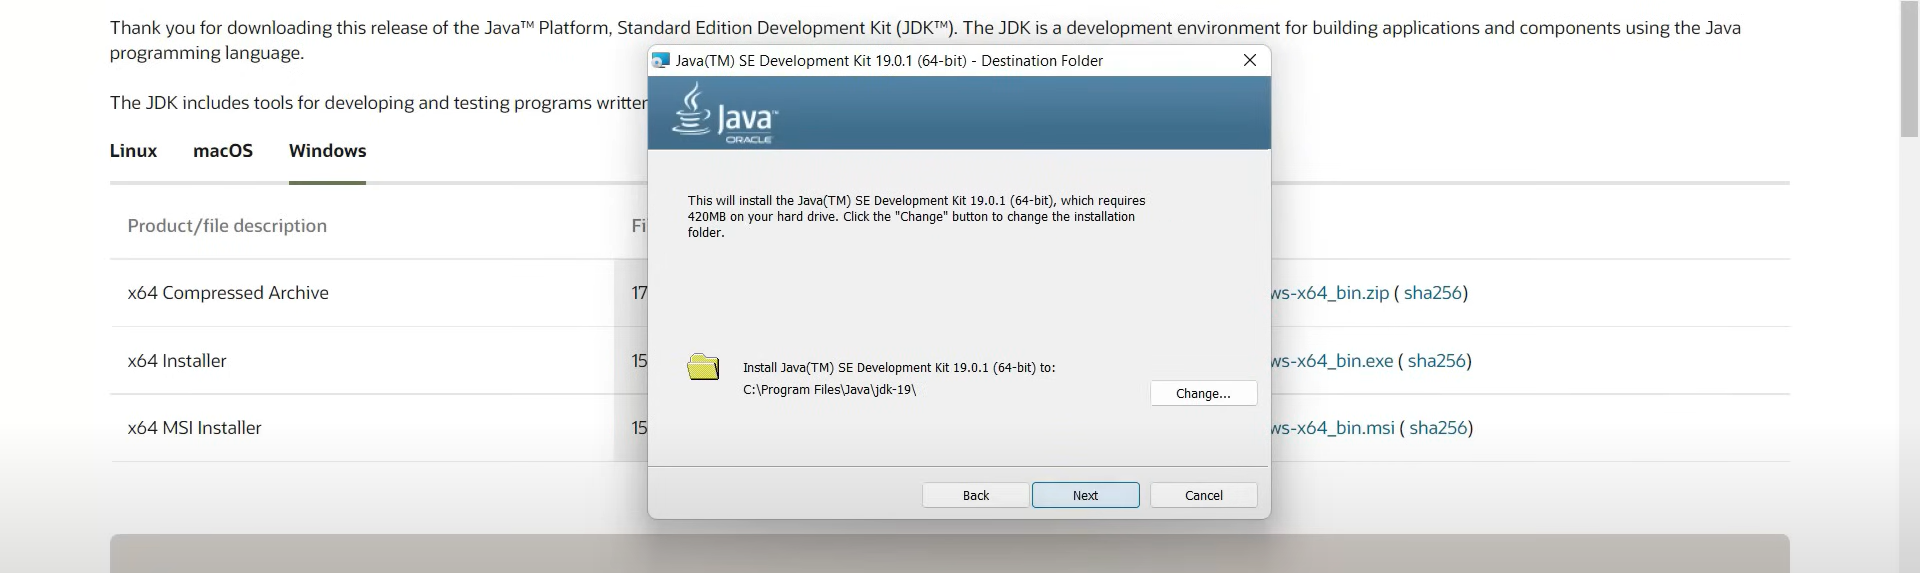 Thank you for downloading this release of the Java™ Platform, Standard Edition Development Kit (JDK™). The JDK is a development environment for building applications and components using the Java
programming language.
The JDK includes tools for developing and testing programs
Linux macOS Windows
Product/file description
x64 Compressed Archive 17 ws-x64_bin.zip ( sha256)
x64 Installer 15 ws-x64_bin.exe ( sha256)
x64 MSI Installer 15 ws-x64_bin.msi ( sha256)
Java(TM) SE Development Kit 19.0.1 (64-bit) - Destination Folder
Java™
ORACLE
This will install the Java(TM) SE Development Kit 19.0.1 (64-bit), which requires
420MB on your hard drive. Click the "Change" button to change the installation
folder.
Install Java(TM) SE Development Kit 19.0.1 (64-bit) to:
C:\Program Files\Java\jdk-19\
Change...
Back Next Cancel